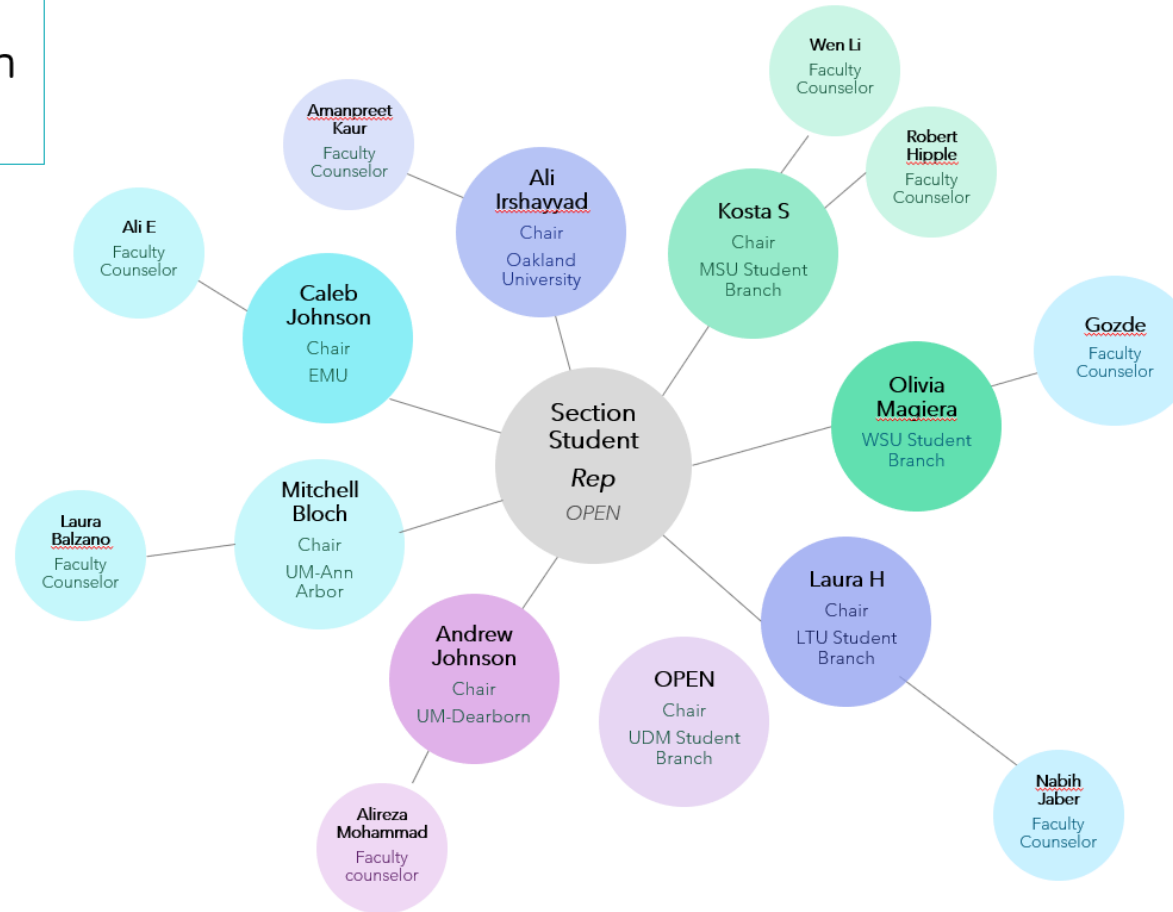 n
Wen Li
Faculty
Counselor
Amanpreet
Kaur
Faculty
Counselor
Robert
Hipple
Faculty
Counselor
Ali
Irshayyad
Chair
Oakland
University
Kosta S
Chair
MSU Student
Branch
Ali E
Faculty
Counselor
Caleb
Johnson
Chair
EMU
Gozde
Faculty
Counselor
Olivia
Magiera
WSU Student
Branch
Section
Student
Rep
OPEN
Mitchell
Bloch
Chair
UM-Ann
Arbor
Laura
Balzano
Faculty
Counselor
Laura H
Chair
LTU Student
Branch
Andrew
Johnson
Chair
UM-Dearborn
OPEN
Chair
UDM Student
Branch
Nabih
Jaber
Faculty
Counselor
Alireza
Mohammad
Faculty
counselor